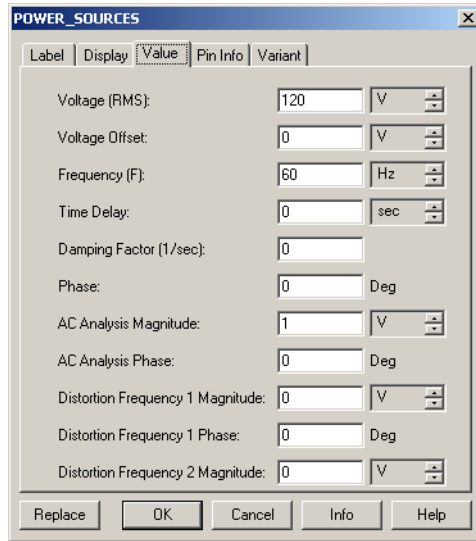 POWER_SOURCES
Label Display Value Pin Info Variant
Voltage (RMS): 120 V
Voltage Offset: 0 V
Frequency (F): 60 Hz
Time Delay: 0 sec
Damping Factor (1/sec): 0
Phase: 0 Deg
AC Analysis Magnitude: 1 V
AC Analysis Phase: 0 Deg
Distortion Frequency 1 Magnitude: 0 V
Distortion Frequency 1 Phase: 0 Deg
Distortion Frequency 2 Magnitude: 0 V
Replace OK Cancel Info Help